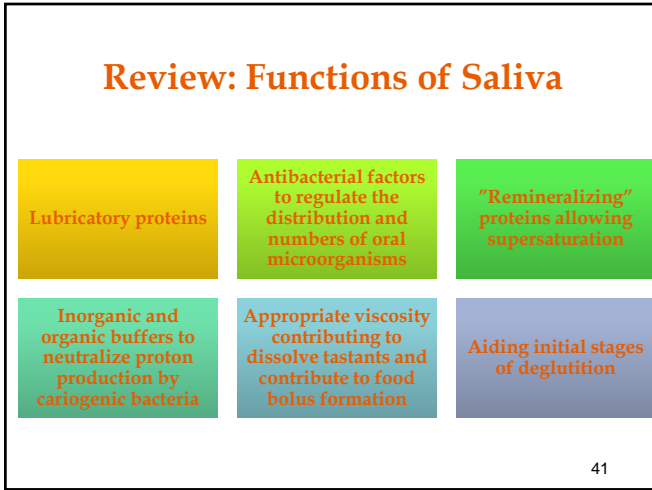 Review: Functions of Saliva
Lubricatory proteins
Antibacterial factors
to regulate the
distribution and
numbers of oral
microorganisms
”Remineralizing”
proteins allowing
supersaturation
Inorganic and
organic buffers to
neutralize proton
production by
cariogenic bacteria
Appropriate viscosity
contributing to
dissolve tastants and
contribute to food
bolus formation
Aiding initial stages
of deglutition
41